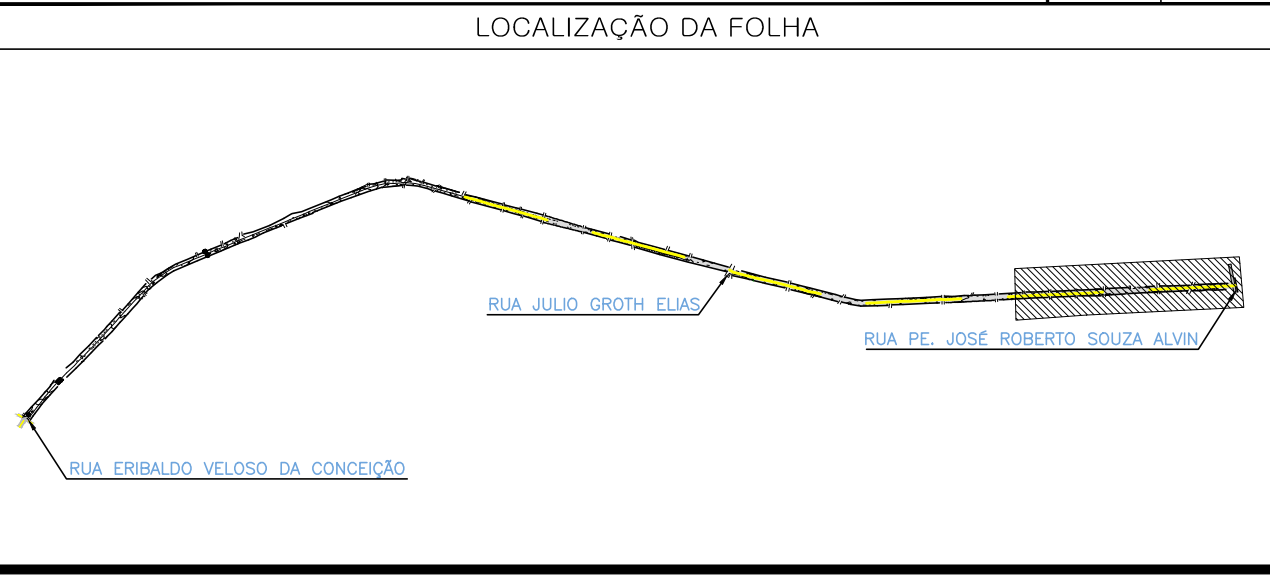 LOCALIZAÇÃO DA FOLHA
RUA JULIO GROTH ELIAS
RUA PE. JOSÉ ROBERTO SOUZA ALVIN
RUA ERIBALDO VELOSO DA CONCEIÇÃO